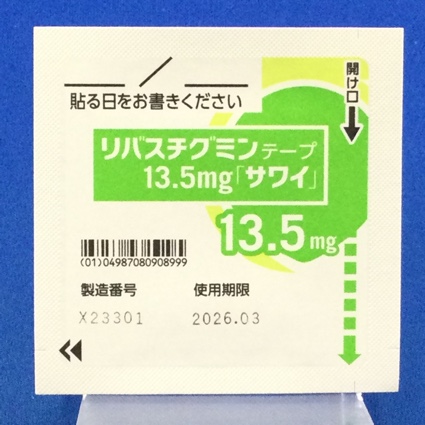 ／
貼る日をお書きください
開け口
リバスチグミンテープ
13.5mg「サワイ」
13.5mg
(01)04987080908999
製造番号 使用期限
X23301 2026.03